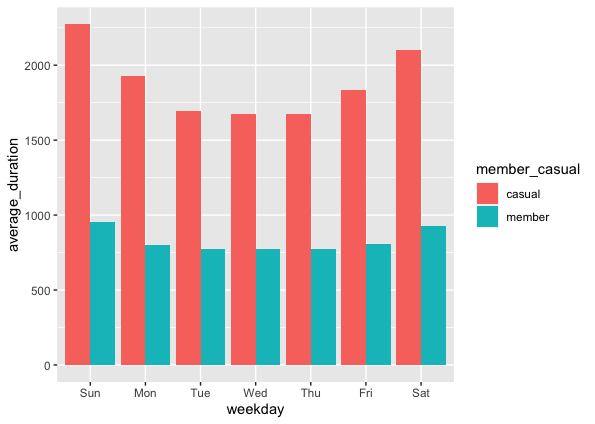 average_duration
2000
1500
1000
500
0
Sun Mon Tue Wed Thu Fri Sat
weekday
member_casual
casual
member